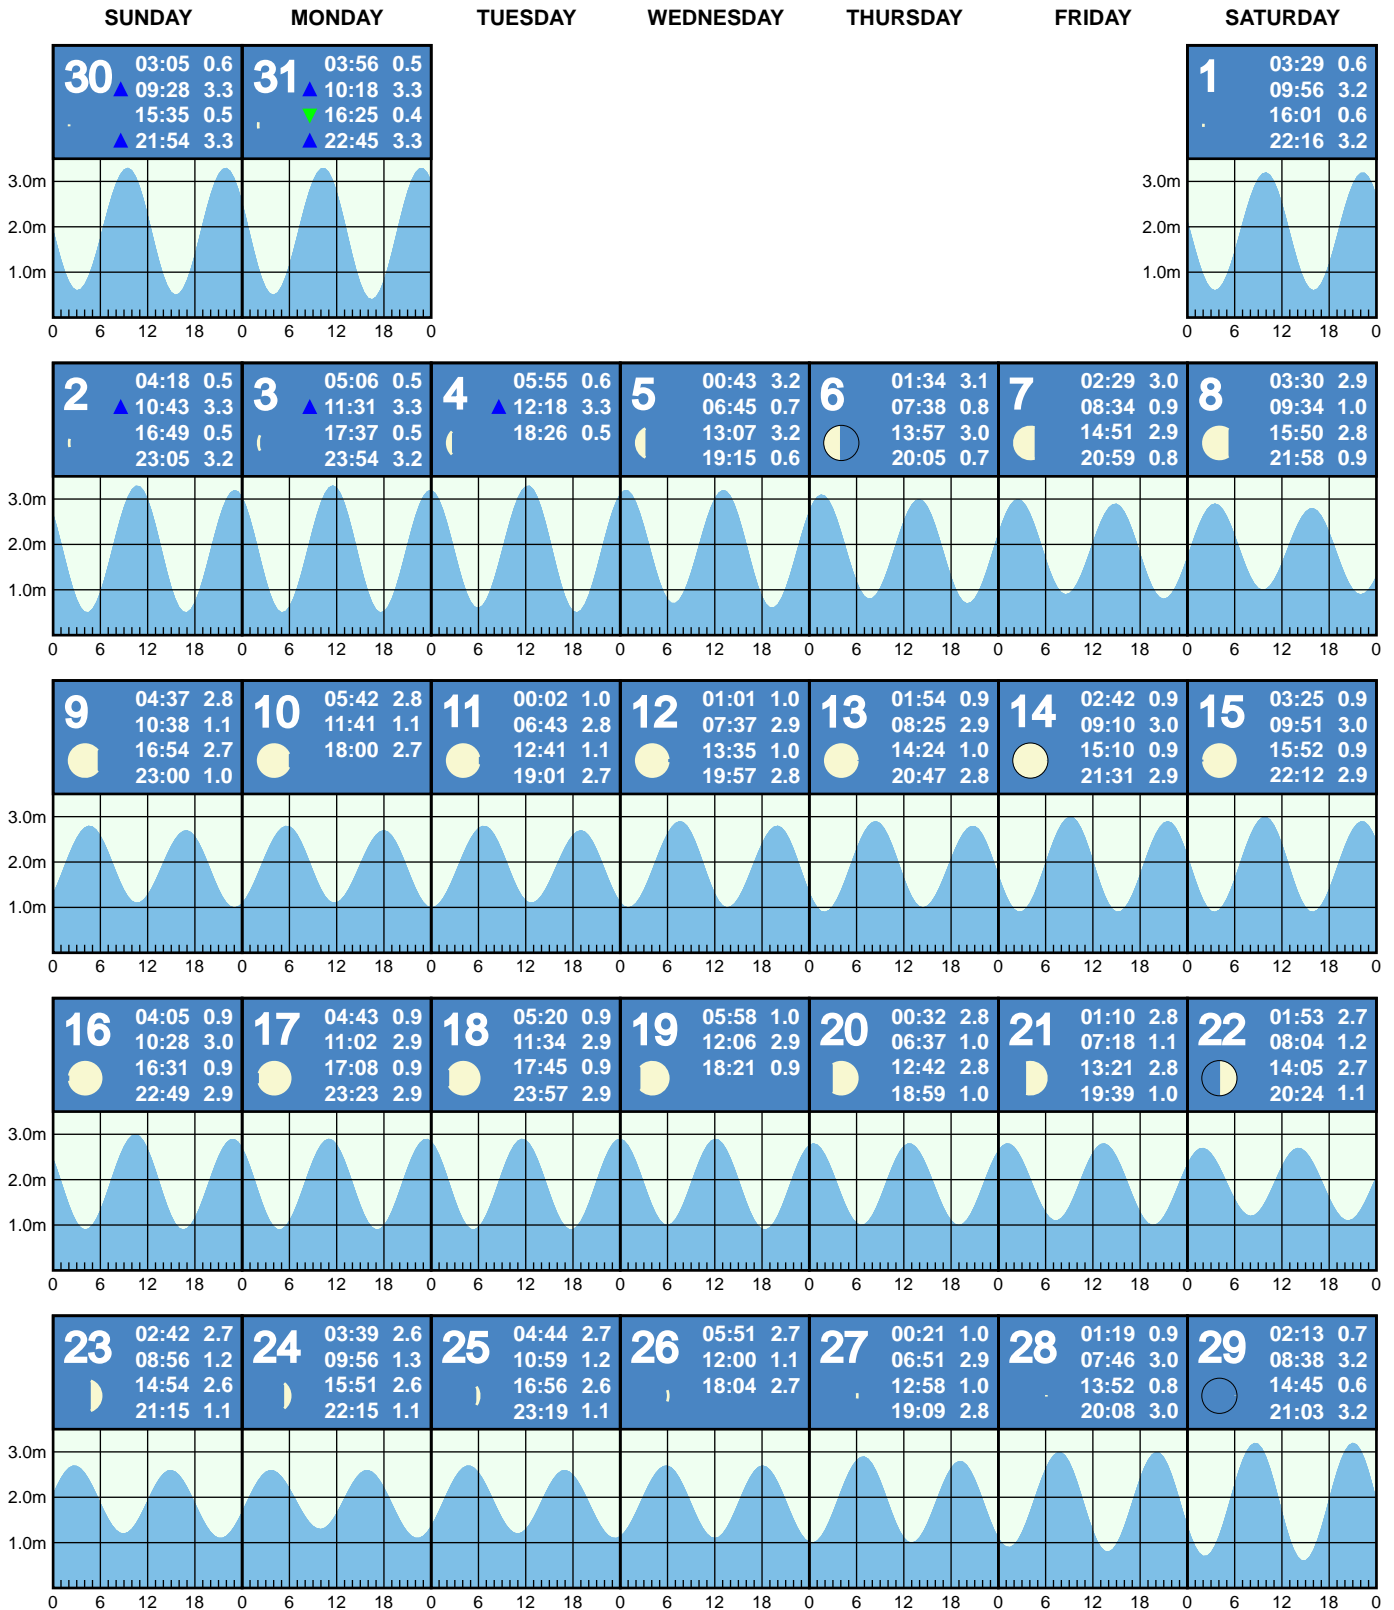 SUNDAY MONDAY TUESDAY WEDNESDAY THURSDAY FRIDAY SATURDAY
30 03:05 0.6
09:28 3.3
15:35 0.5
21:54 3.3
31 03:56 0.5
10:18 3.3
16:25 0.4
22:45 3.3
1 03:29 0.6
09:56 3.2
16:01 0.6
22:16 3.2
3.0m 3.0m
2.0m 2.0m
1.0m 1.0m
0 6 12 18 0 6 12 18 0 0 6 12 18 0
2 04:18 0.5
10:43 3.3
16:49 0.5
23:05 3.2
3 05:06 0.5
11:31 3.3
17:37 0.5
23:54 3.2
4 05:55 0.6
12:18 3.3
18:26 0.5
5 00:43 3.2
06:45 0.7
13:07 3.2
19:15 0.6
6 01:34 3.1
07:38 0.8
13:57 3.0
20:05 0.7
7 02:29 3.0
08:34 0.9
14:51 2.9
20:59 0.8
8 03:30 2.9
09:34 1.0
15:50 2.8
21:58 0.9
3.0m
2.0m
1.0m
0 6 12 18 0 6 12 18 0 6 12 18 0 6 12 18 0 6 12 18 0 6 12 18 0 6 12 18 0
9 04:37 2.8
10:38 1.1
16:54 2.7
23:00 1.0
10 05:42 2.8
11:41 1.1
18:00 2.7
11 00:02 1.0
06:43 2.8
12:41 1.1
19:01 2.7
12 01:01 1.0
07:37 2.9
13:35 1.0
19:57 2.8
13 01:54 0.9
08:25 2.9
14:24 1.0
20:47 2.8
14 02:42 0.9
09:10 3.0
15:10 0.9
21:31 2.9
15 03:25 0.9
09:51 3.0
15:52 0.9
22:12 2.9
3.0m
2.0m
1.0m
0 6 12 18 0 6 12 18 0 6 12 18 0 6 12 18 0 6 12 18 0 6 12 18 0 6 12 18 0
16 04:05 0.9
10:28 3.0
16:31 0.9
22:49 2.9
17 04:43 0.9
11:02 2.9
17:08 0.9
23:23 2.9
18 05:20 0.9
11:34 2.9
17:45 0.9
23:57 2.9
19 05:58 1.0
12:06 2.9
18:21 0.9
20 00:32 2.8
06:37 1.0
12:42 2.8
18:59 1.0
21 01:10 2.8
07:18 1.1
13:21 2.8
19:39 1.0
22 01:53 2.7
08:04 1.2
14:05 2.7
20:24 1.1
3.0m
2.0m
1.0m
0 6 12 18 0 6 12 18 0 6 12 18 0 6 12 18 0 6 12 18 0 6 12 18 0 6 12 18 0
23 02:42 2.7
08:56 1.2
14:54 2.6
21:15 1.1
24 03:39 2.6
09:56 1.3
15:51 2.6
22:15 1.1
25 04:44 2.7
10:59 1.2
16:56 2.6
23:19 1.1
26 05:51 2.7
12:00 1.1
18:04 2.7
27 00:21 1.0
06:51 2.9
12:58 1.0
19:09 2.8
28 01:19 0.9
07:46 3.0
13:52 0.8
20:08 3.0
29 02:13 0.7
08:38 3.2
14:45 0.6
21:03 3.2
3.0m
2.0m
1.0m
0 6 12 18 0 6 12 18 0 6 12 18 0 6 12 18 0 6 12 18 0 6 12 18 0 6 12 18 0